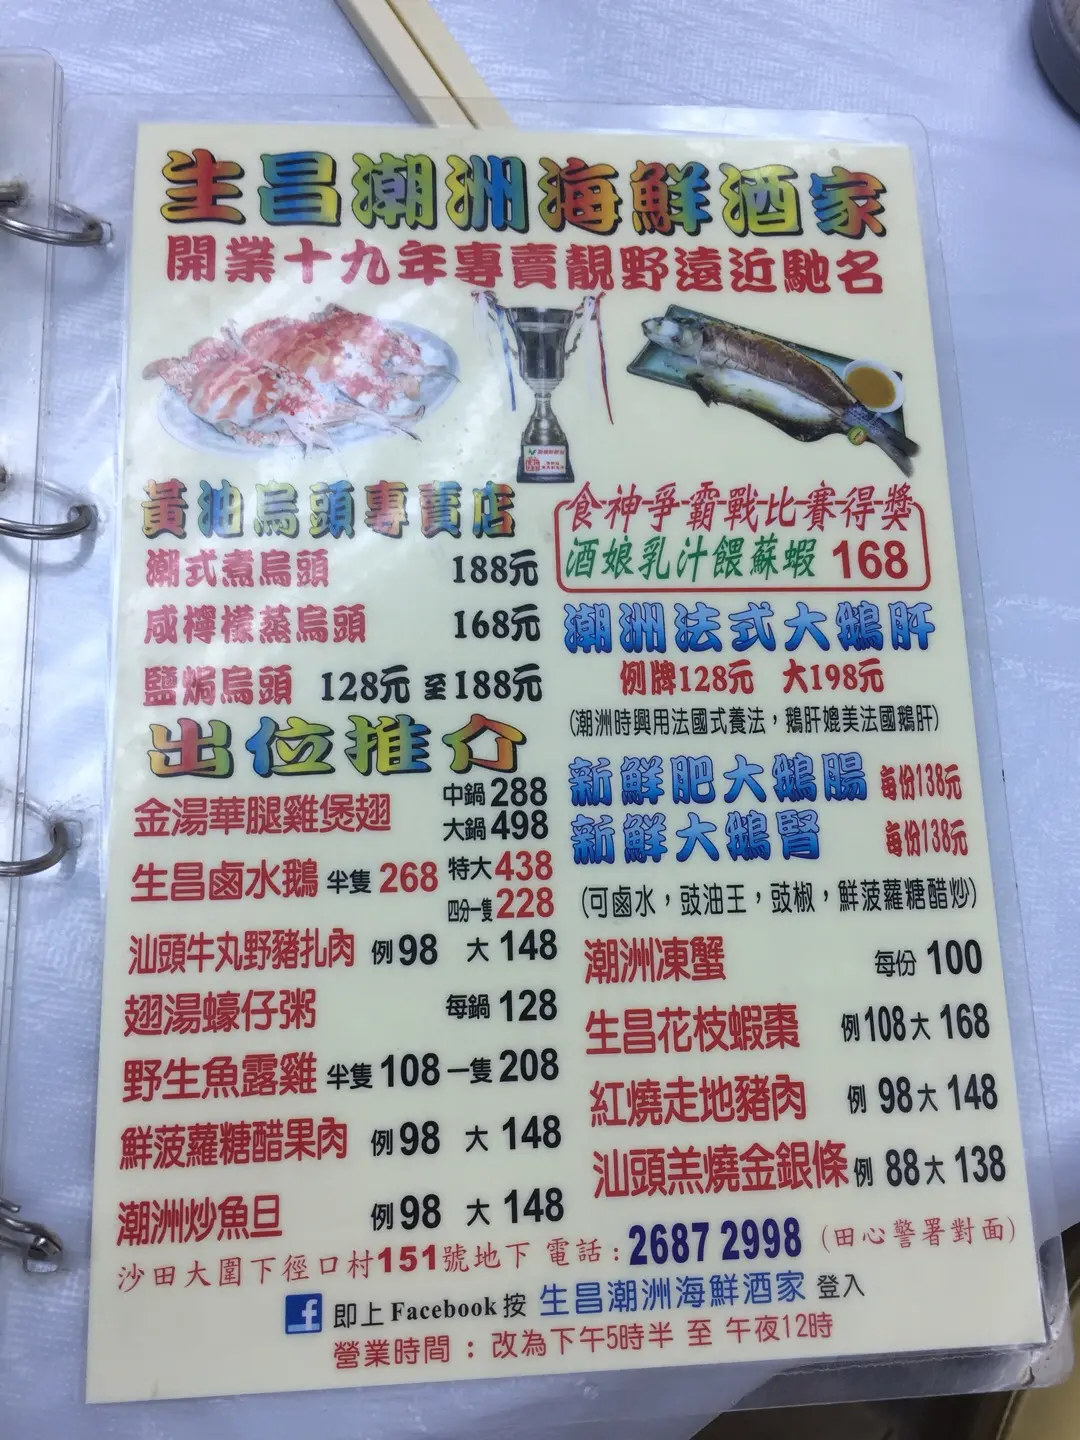 生昌潮洲海鮮酒家
開業十九年專賣靚野遠近馳名
黃油烏頭專賣店
潮式煮烏頭 188元
咸檸檬蒸烏頭 168元
鹽焗烏頭 128元 至 188元
出位推介
金湯華腿雞煲翅 中鍋 288
大鍋 498
生昌鹵水鵝 半隻 268 特大 438
四分一隻 228
汕頭牛丸野豬扎肉 例 98 大 148
翅湯蠔仔粥 每鍋 128
野生魚露雞 半隻 108 一隻 208
鮮菠蘿糖醋果肉 例 98 大 148
潮洲炒魚旦 例 98 大 148
食神爭霸戰比賽得獎
酒娘乳汁餵蘇蝦 168
潮洲法式大鵝肝
例牌128元 大198元
(潮洲時興用法國式養法，鵝肝媲美法國鵝肝)
新鮮肥大鵝腸 每份138元
新鮮大鵝腎 每份138元
(可鹵水，豉油王，豉椒，鮮菠蘿糖醋炒)
潮洲凍蟹 每份 100
生昌花枝蝦棗 例 108 大 168
紅燒走地豬肉 例 98 大 148
汕頭羔燒金銀條 例 88 大 138
沙田大圍下徑口村151號地下 電話：2687 2998 (田心警署對面)
即上 Facebook 按 生昌潮洲海鮮酒家 登入
營業時間：改為下午5時半 至 午夜12時